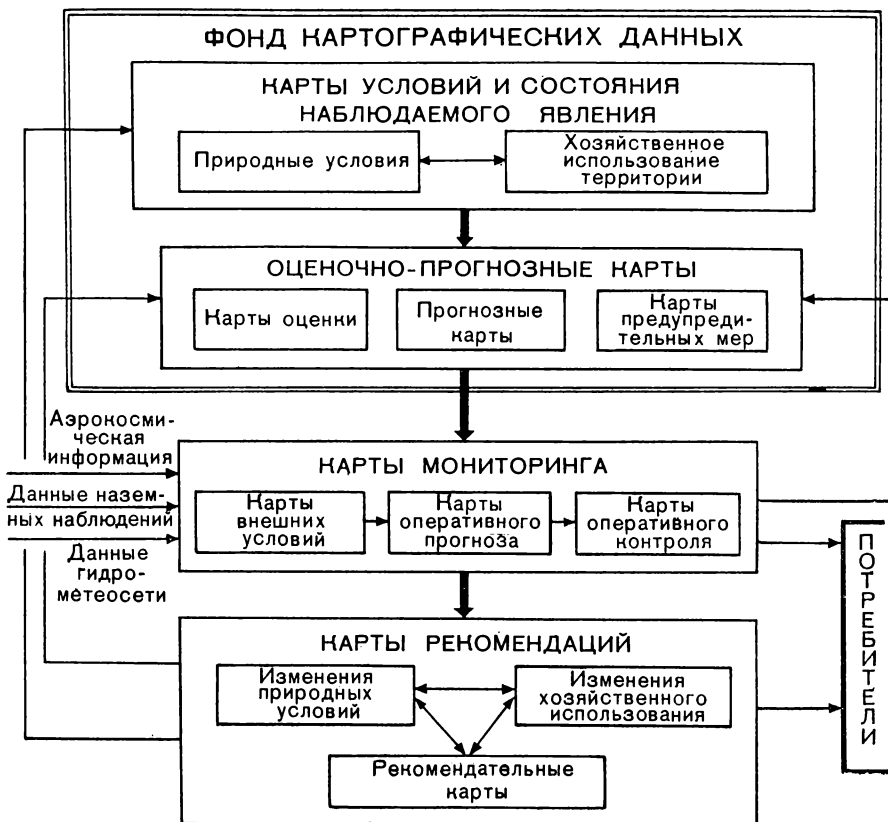 ФОНД КАРТОГРАФИЧЕСКИХ ДАННЫХ
КАРТЫ УСЛОВИЙ И СОСТОЯНИЯ
НАБЛЮДАЕМОГО ЯВЛЕНИЯ
Природные условия
Хозяйственное
использование
территории
ОЦЕНОЧНО-ПРОГНОЗНЫЕ КАРТЫ
Карты оценки
Прогнозные
карты
Карты
предупреди-
тельных мер
Аэрокосми-
ческая
информация
Данные назем-
ных наблюдений
Данные
гидро-
метеосети
КАРТЫ МОНИТОРИНГА
Карты
внешних
условий
Карты
оперативного
прогноза
Карты
оперативного
контроля
КАРТЫ РЕКОМЕНДАЦИЙ
Изменения
природных
условий
Изменения
хозяйственного
использования
Рекомендательные
карты
ПОТРЕБИТЕЛИ